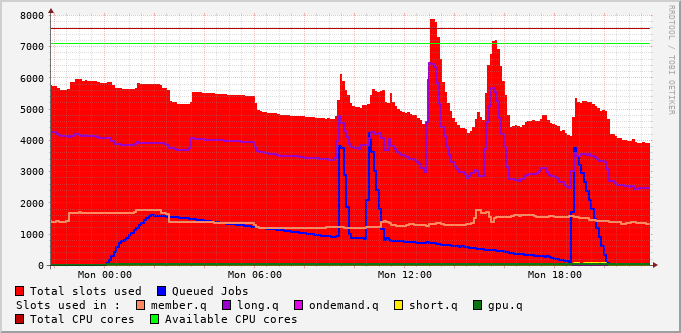 8000
7000
6000
5000
4000
3000
2000
1000
0
Mon 00:00 Mon 06:00 Mon 12:00 Mon 18:00
RRDTOOL / TOBI OETIKER
Total slots used Queued Jobs
Slots used in : member.q long.q ondemand.q short.q gpu.q
Total CPU cores Available CPU cores